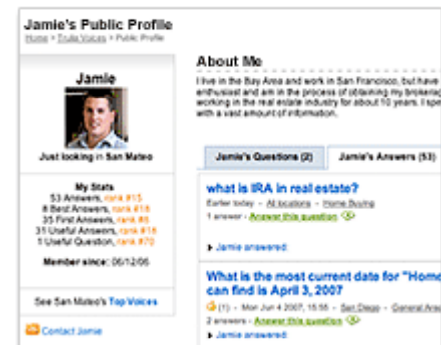 Jamie's Public Profile
Home > Trulia Voices > Public Profile
Jamie
Just looking in San Mateo
My Stats
53 Answers, rank #15
8 Best Answers, rank #18
35 First Answers, rank #8
31 Useful Answers, rank #18
1 Useful Question, rank #70
Member since: 06/12/06
See San Mateo's Top Voices
Contact Jamie
About Me
I live in the Bay Area and work in San Francisco, but have
enthusiast and am in the process of obtaining my brokerag
working in the real estate industry for about 10 years. I spe
with a vast amount of information.
Jamie's Questions (2)
Jamie's Answers (53)
what is IRA in real estate?
Earlier today - All locations - Home Buying
1 answer - Answer this question
Jamie answered:
What is the most current date for "Home
can find is April 3, 2007
(1) - Mon Jun 4 2007, 15:55 - San Diego - General Area
2 answers - Answer this question
Jamie answered: